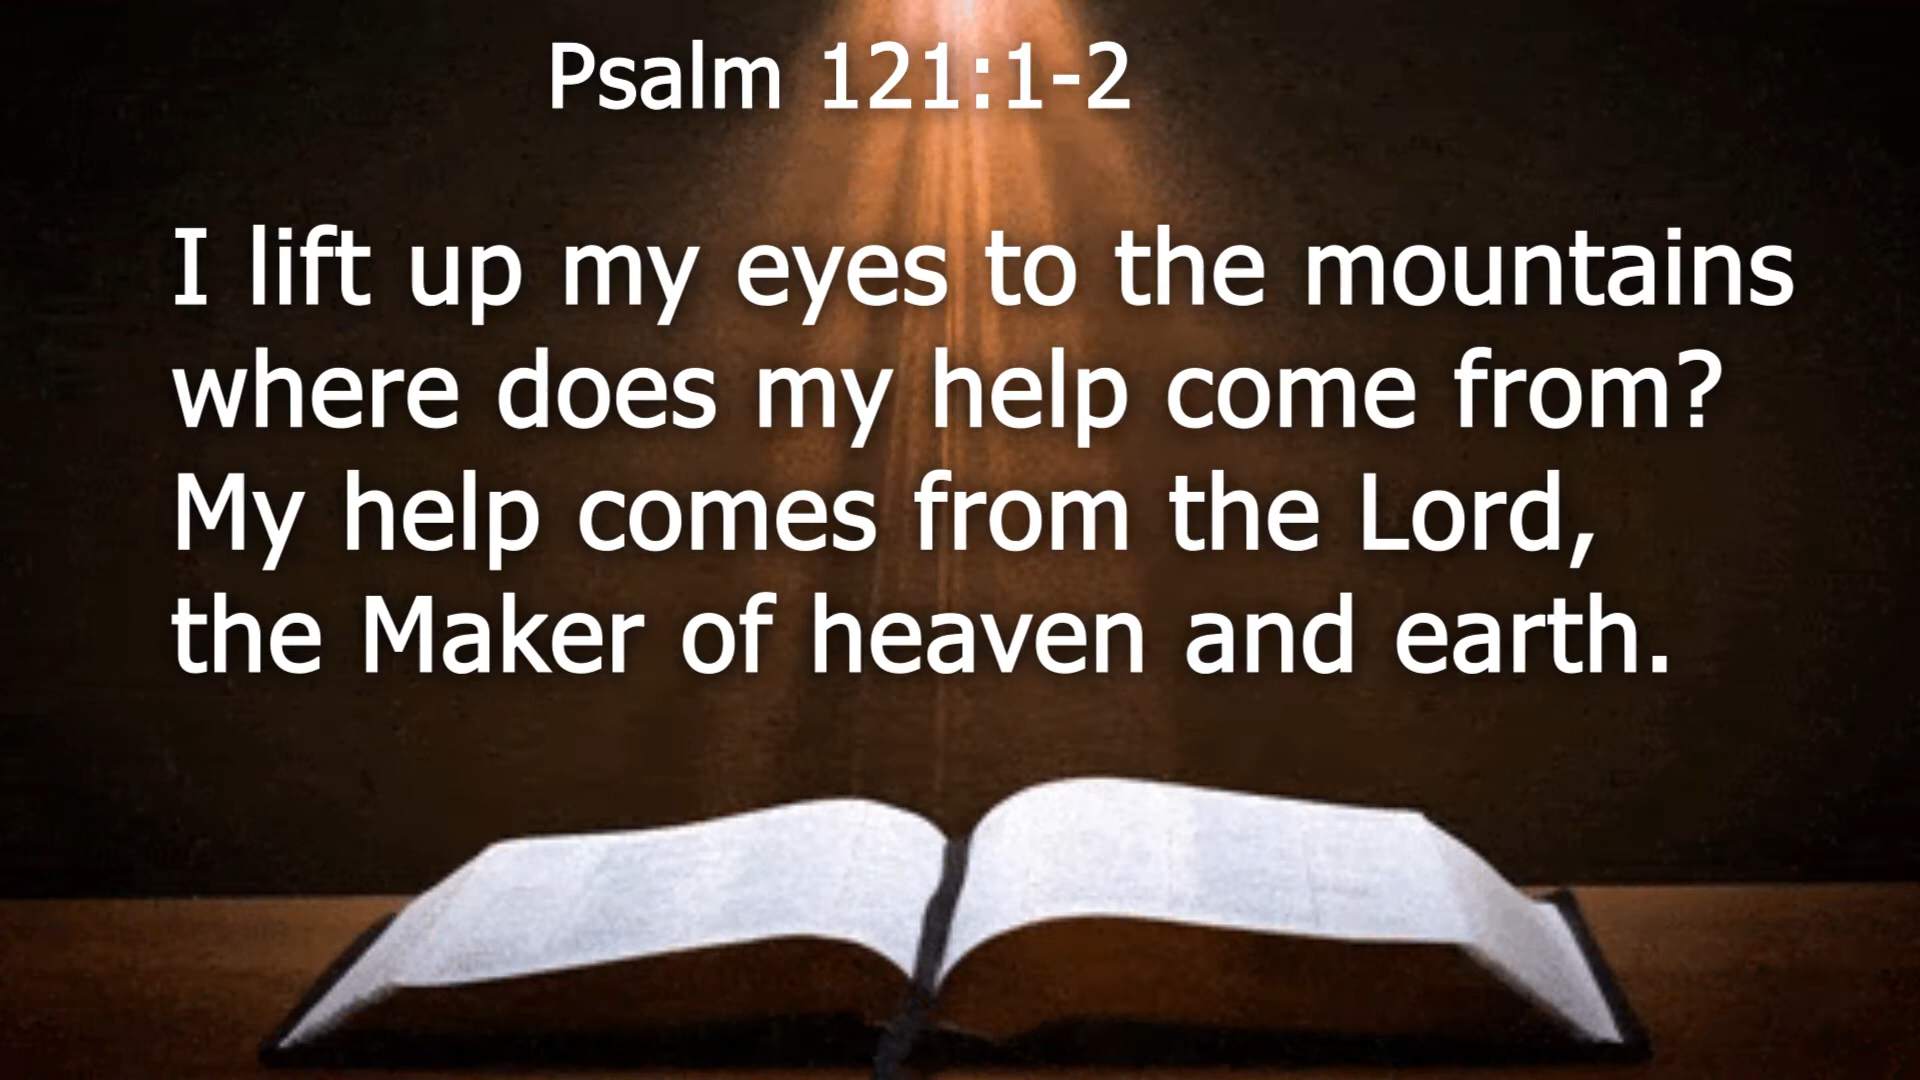 Psalm 121:1-2
I lift up my eyes to the mountains
where does my help come from?
My help comes from the Lord,
the Maker of heaven and earth.